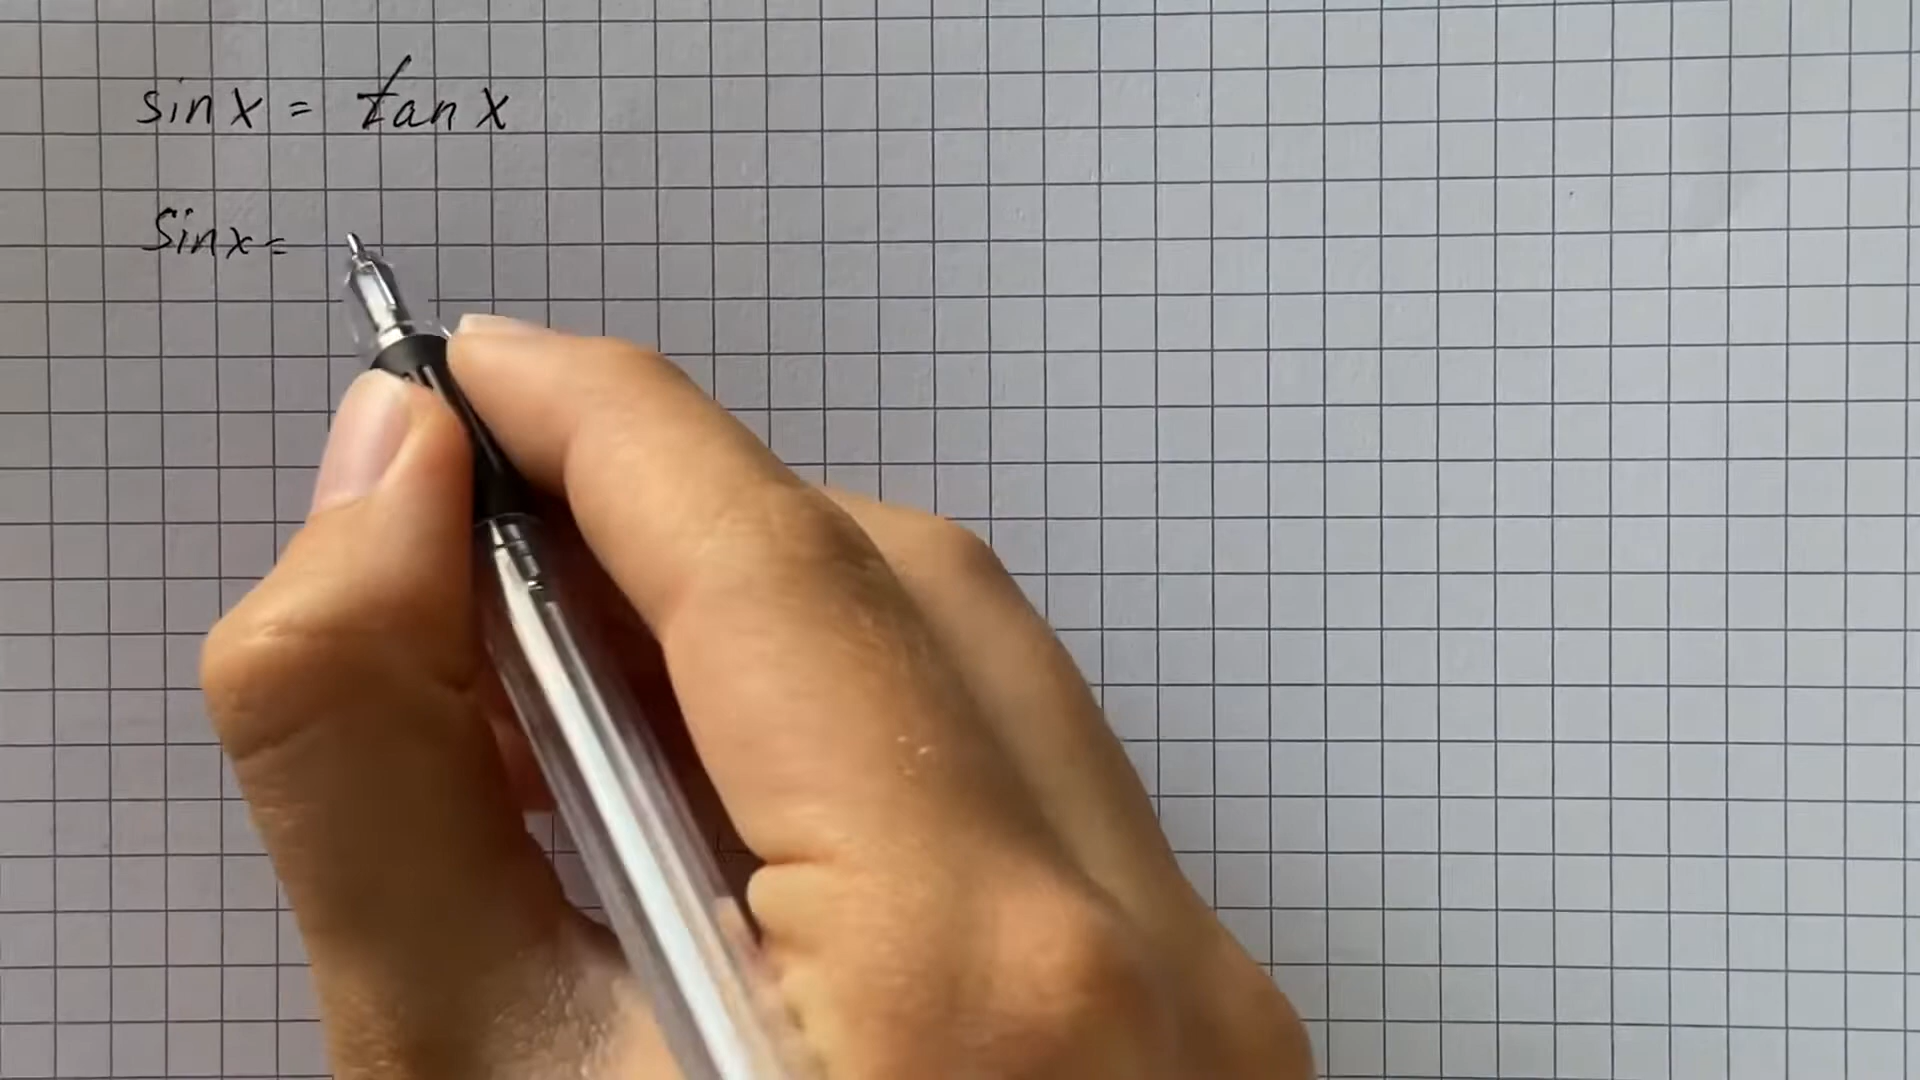 sin x = tan x
Sin x =